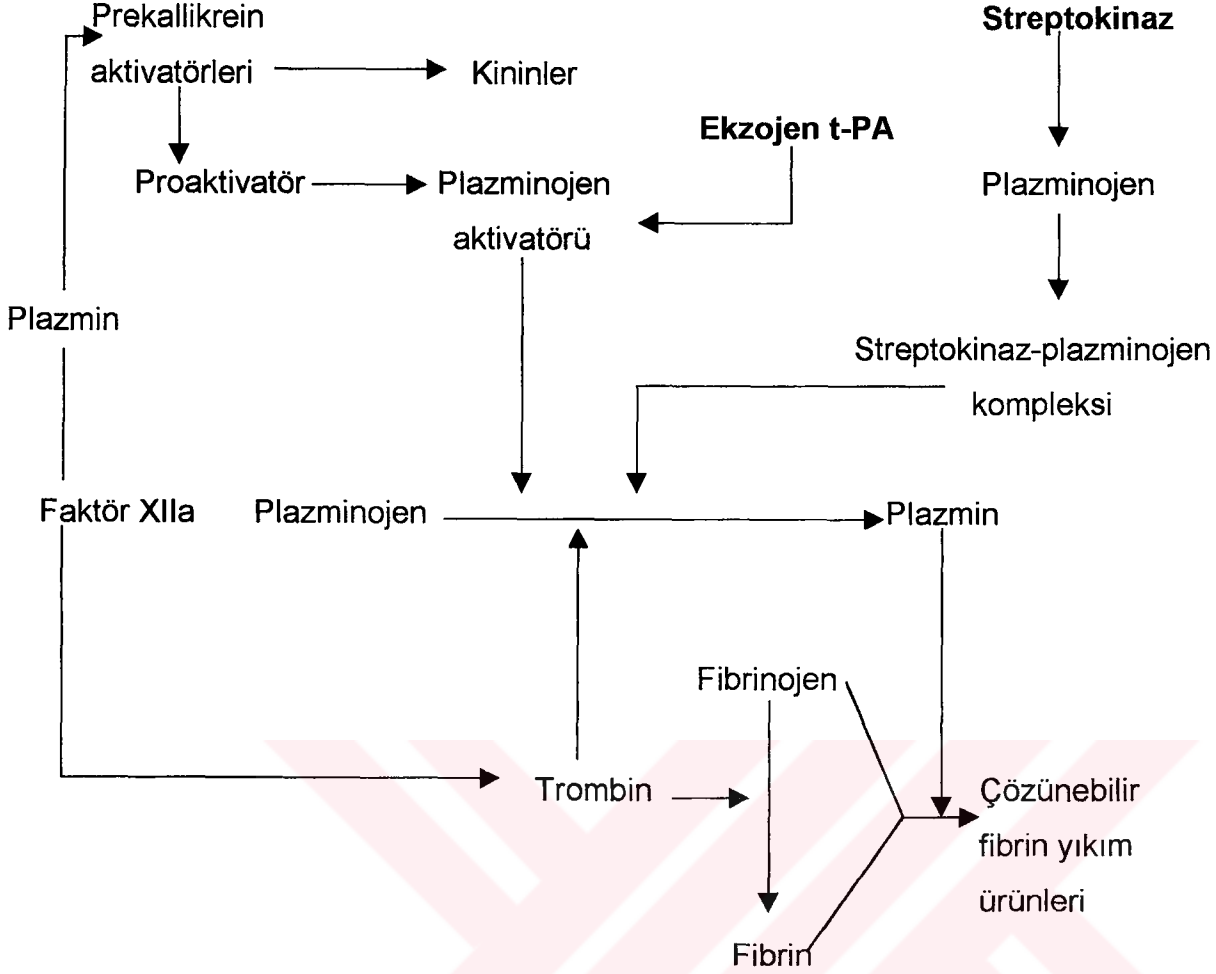 Prekallikrein
aktivatörleri
Kininler
Streptokinaz
Ekzojen t-PA
Proaktivatör
Plazminojen
aktivatörü
Plazminojen
Plazmin
Streptokinaz-plazminojen
kompleksi
Faktör XIIa
Plazminojen
Plazmin
Fibrinojen
Trombin
Çözünebilir
fibrin yıkım
ürünleri
Fibrin